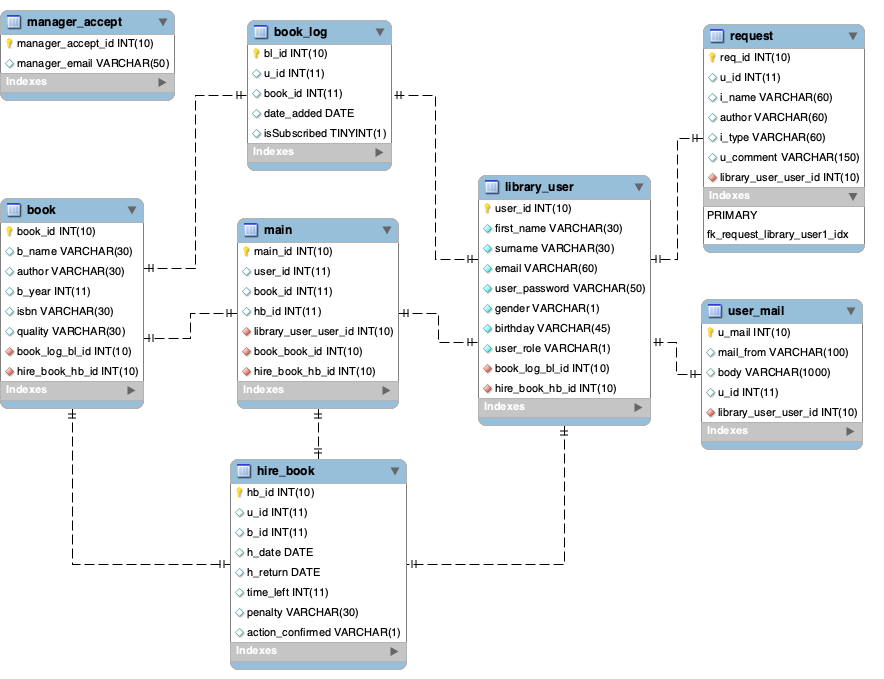 manager_accept
manager_accept_id INT(10)
manager_email VARCHAR(50)
Indexes
book_log
bl_id INT(10)
u_id INT(11)
book_id INT(11)
date_added DATE
isSubscribed TINYINT(1)
Indexes
request
req_id INT(10)
u_id INT(11)
i_name VARCHAR(60)
author VARCHAR(60)
i_type VARCHAR(60)
u_comment VARCHAR(150)
library_user_user_id INT(10)
Indexes
PRIMARY
fk_request_library_user1_idx
book
book_id INT(10)
b_name VARCHAR(30)
author VARCHAR(30)
b_year INT(11)
isbn VARCHAR(30)
quality VARCHAR(30)
book_log_bl_id INT(10)
hire_book_hb_id INT(10)
Indexes
main
main_id INT(10)
user_id INT(11)
book_id INT(11)
hb_id INT(11)
library_user_user_id INT(10)
book_book_id INT(10)
hire_book_hb_id INT(10)
Indexes
library_user
user_id INT(10)
first_name VARCHAR(30)
surname VARCHAR(30)
email VARCHAR(60)
user_password VARCHAR(50)
gender VARCHAR(1)
birthday VARCHAR(45)
user_role VARCHAR(1)
book_log_bl_id INT(10)
hire_book_hb_id INT(10)
Indexes
user_mail
u_mail INT(10)
mail_from VARCHAR(100)
body VARCHAR(1000)
u_id INT(11)
library_user_user_id INT(10)
Indexes
hire_book
hb_id INT(10)
u_id INT(11)
b_id INT(11)
h_date DATE
h_return DATE
time_left INT(11)
penalty VARCHAR(30)
action_confirmed VARCHAR(1)
Indexes